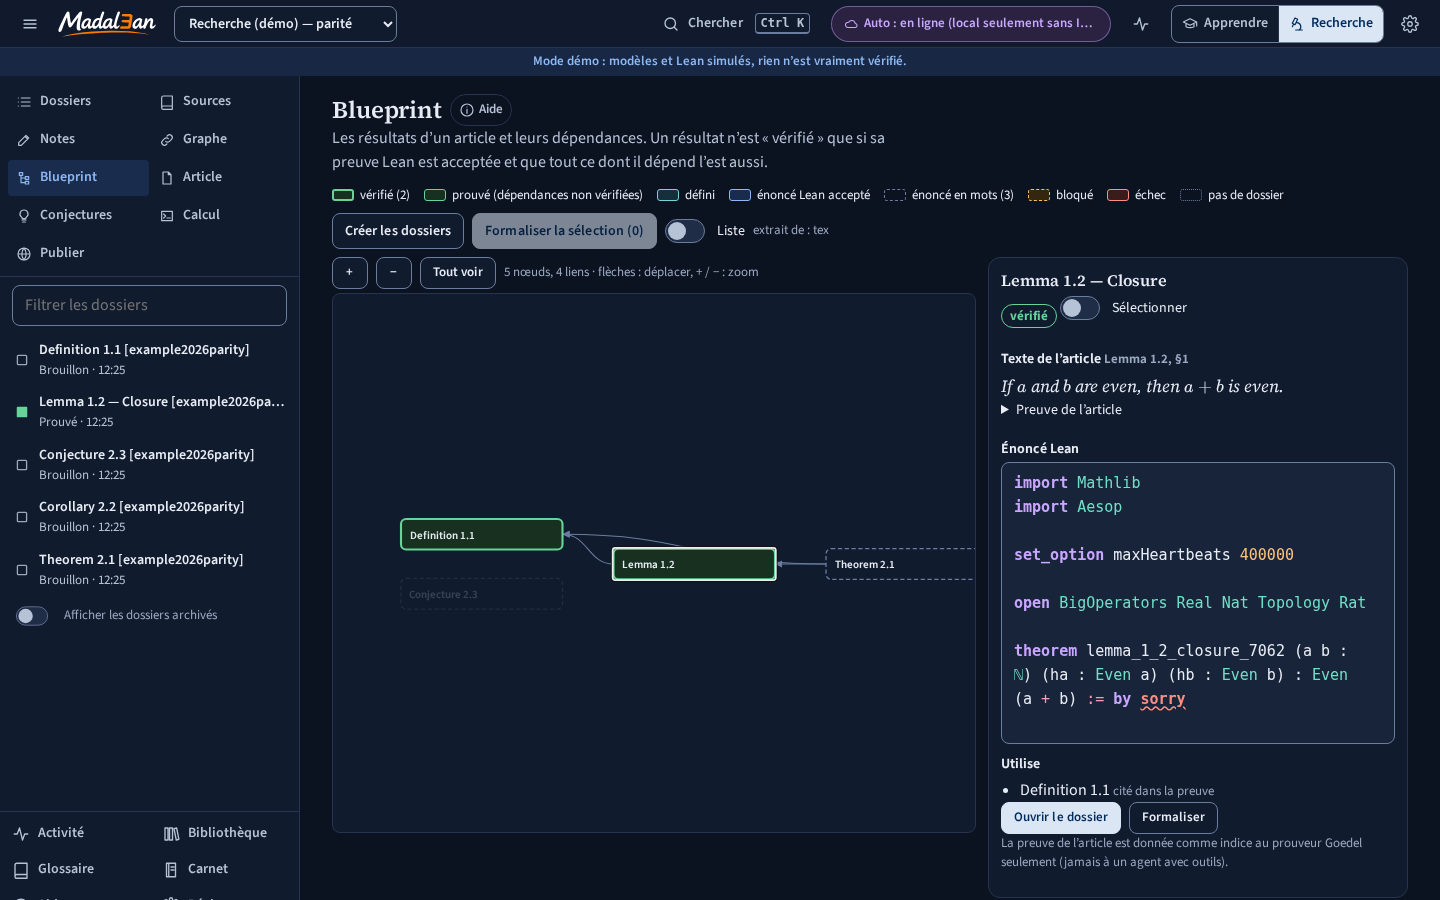 Madal∃an
Recherche (démo) — parité
Chercher
Ctrl K
Auto : en ligne (local seulement sans I…
Apprendre
Recherche
Mode démo : modèles et Lean simulés, rien n’est vraiment vérifié.
Dossiers
Sources
Notes
Graphe
Blueprint
Article
Conjectures
Calcul
Publier
Filtrer les dossiers
Definition 1.1 [example2026parity]
Brouillon · 12:25
Lemma 1.2 — Closure [example2026pa…
Prouvé · 12:25
Conjecture 2.3 [example2026parity]
Brouillon · 12:25
Corollary 2.2 [example2026parity]
Brouillon · 12:25
Theorem 2.1 [example2026parity]
Brouillon · 12:25
Afficher les dossiers archivés
Activité
Bibliothèque
Glossaire
Carnet
Blueprint
Aide
Les résultats d’un article et leurs dépendances. Un résultat n’est « vérifié » que si sa
preuve Lean est acceptée et que tout ce dont il dépend l’est aussi.
vérifié (2)
prouvé (dépendances non vérifiées)
défini
énoncé Lean accepté
énoncé en mots (3)
bloqué
échec
pas de dossier
Créer les dossiers
Formaliser la sélection (0)
Liste
extrait de : tex
+
−
Tout voir
5 nœuds, 4 liens · flèches : déplacer, + / − : zoom
Definition 1.1
Lemma 1.2
Theorem 2.1
Conjecture 2.3
Lemma 1.2 — Closure
vérifié
Sélectionner
Texte de l’article Lemma 1.2, §1
If a and b are even, then a + b is even.
Preuve de l’article
Énoncé Lean
import Mathlib
import Aesop
set_option maxHeartbeats 400000
open BigOperators Real Nat Topology Rat
theorem lemma_1_2_closure_7062 (a b :
ℕ) (ha : Even a) (hb : Even b) : Even
(a + b) := by sorry
Utilise
Definition 1.1 cité dans la preuve
Ouvrir le dossier
Formaliser
La preuve de l’article est donnée comme indice au prouveur Goedel
seulement (jamais à un agent avec outils).